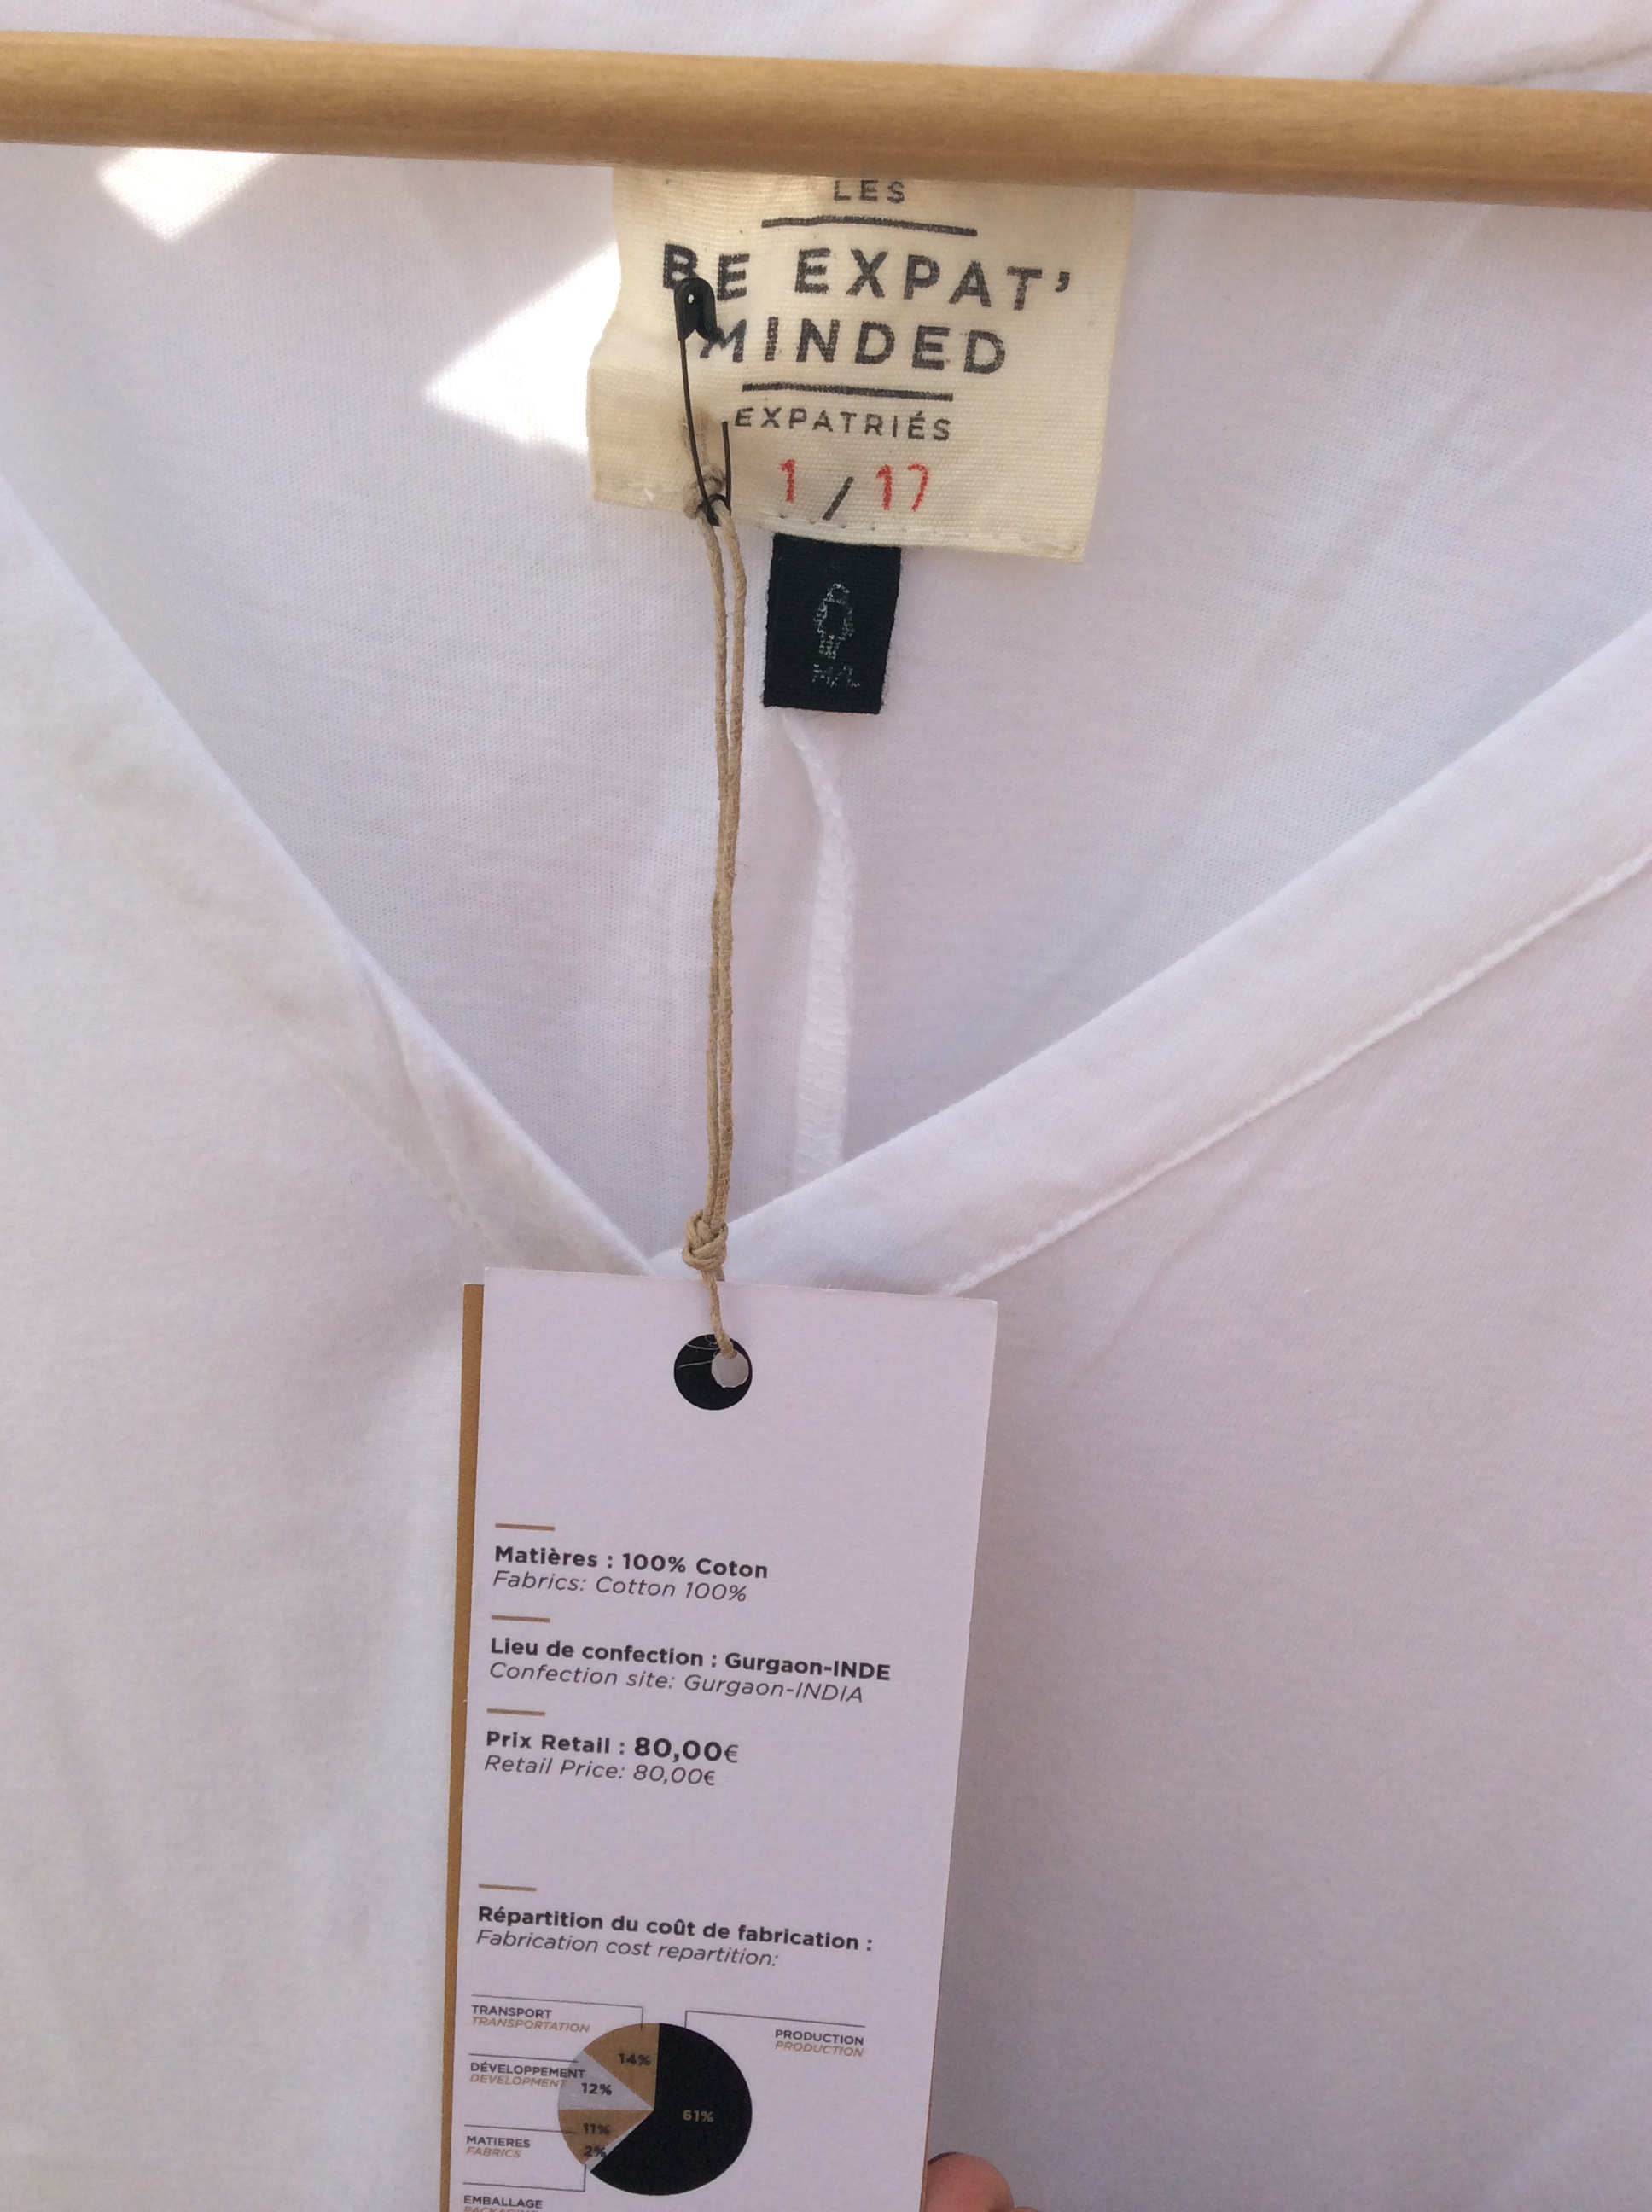 LES
BE EXPAT'
MINDED
EXPATRIÉS
1 / 17
Matières : 100% Coton
Fabrics: Cotton 100%
Lieu de confection : Gurgaon-INDE
Confection site: Gurgaon-INDIA
Prix Retail : 80,00€
Retail Price: 80,00€
Répartition du coût de fabrication :
Fabrication cost repartition:
TRANSPORT
TRANSPORTATION
PRODUCTION
PRODUCTION
14%
DÉVELOPPEMENT
DEVELOPMENT
12%
61%
11%
MATIERES
FABRICS
2%
EMBALLAGE